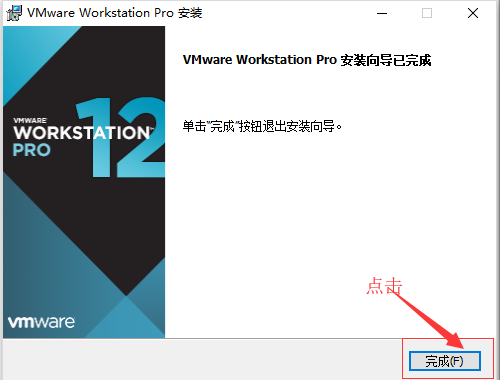 VMware Workstation Pro 安装
VMware Workstation Pro 安装向导已完成
单击"完成"按钮退出安装向导。
VMWARE
WORKSTATION
PRO
12
vmware
点击
完成(F)